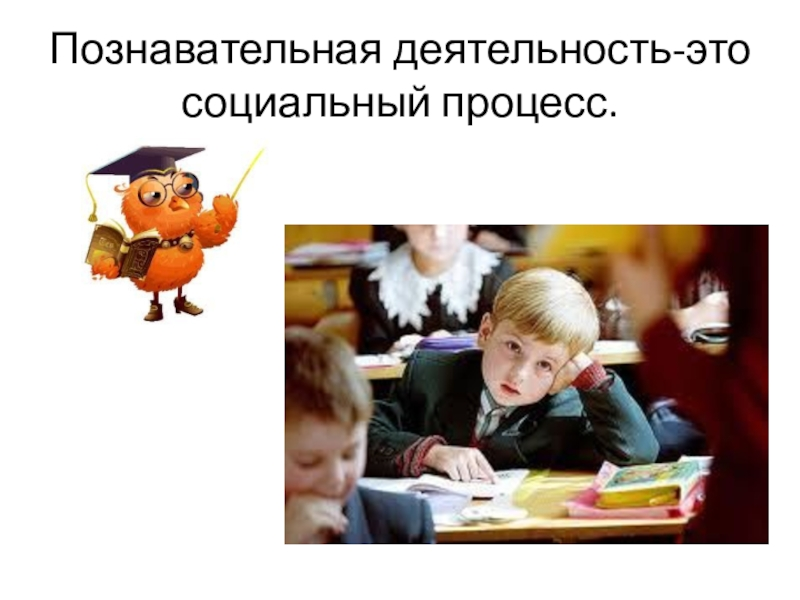 Познавательная деятельность-это
социальный процесс.